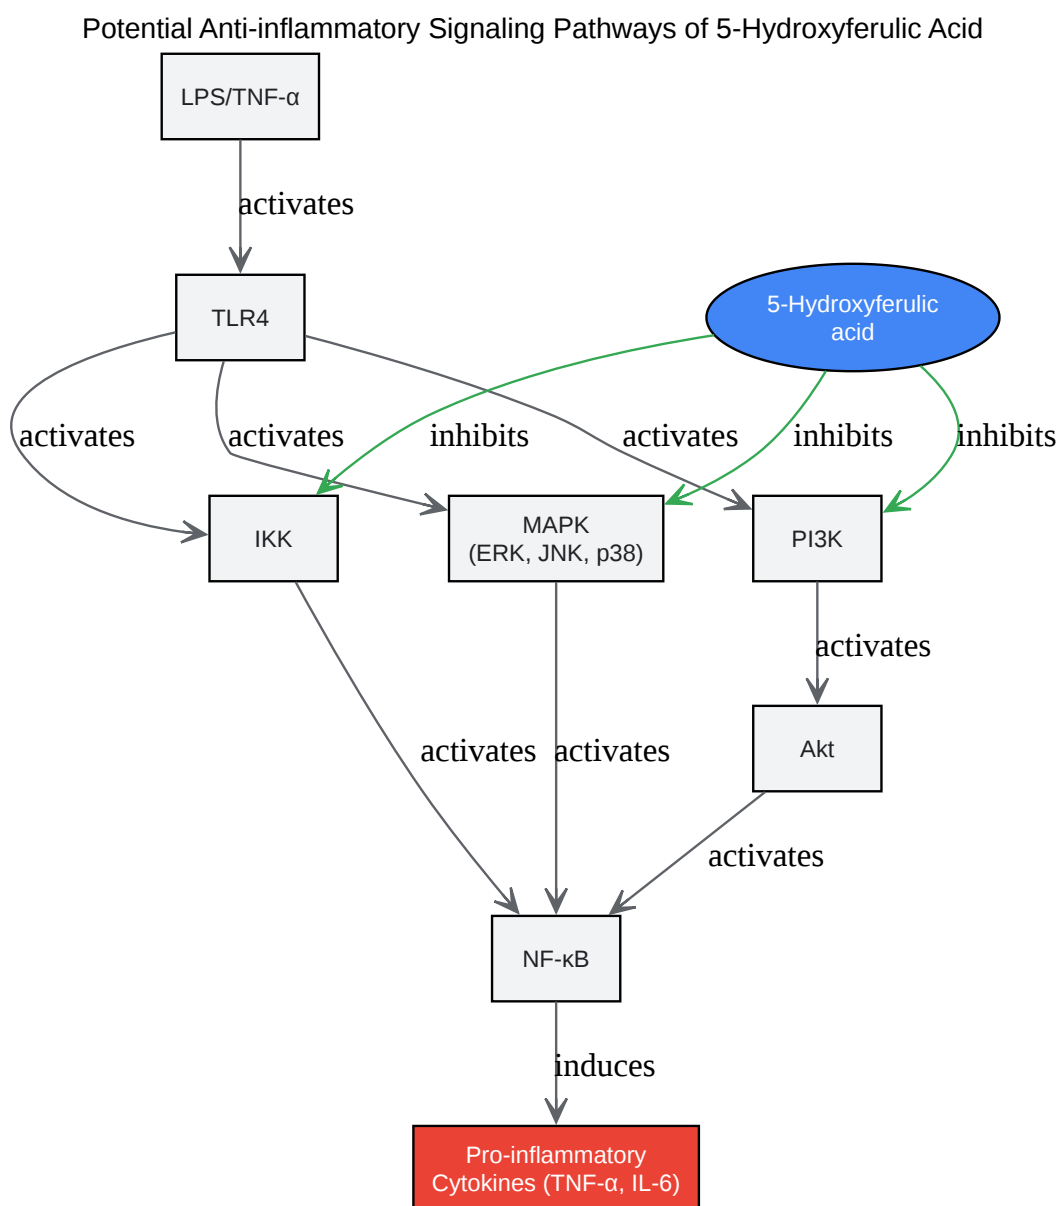 Potential Anti-inflammatory Signaling Pathways of 5-Hydroxyferulic Acid
LPS/TNF-α
activates
TLR4
5-Hydroxyferulic
acid
activates
activates
inhibits
activates
inhibits
inhibits
IKK
MAPK
(ERK, JNK, p38)
PI3K
activates
Akt
activates
activates
activates
NF-κB
induces
Pro-inflammatory
Cytokines (TNF-α, IL-6)